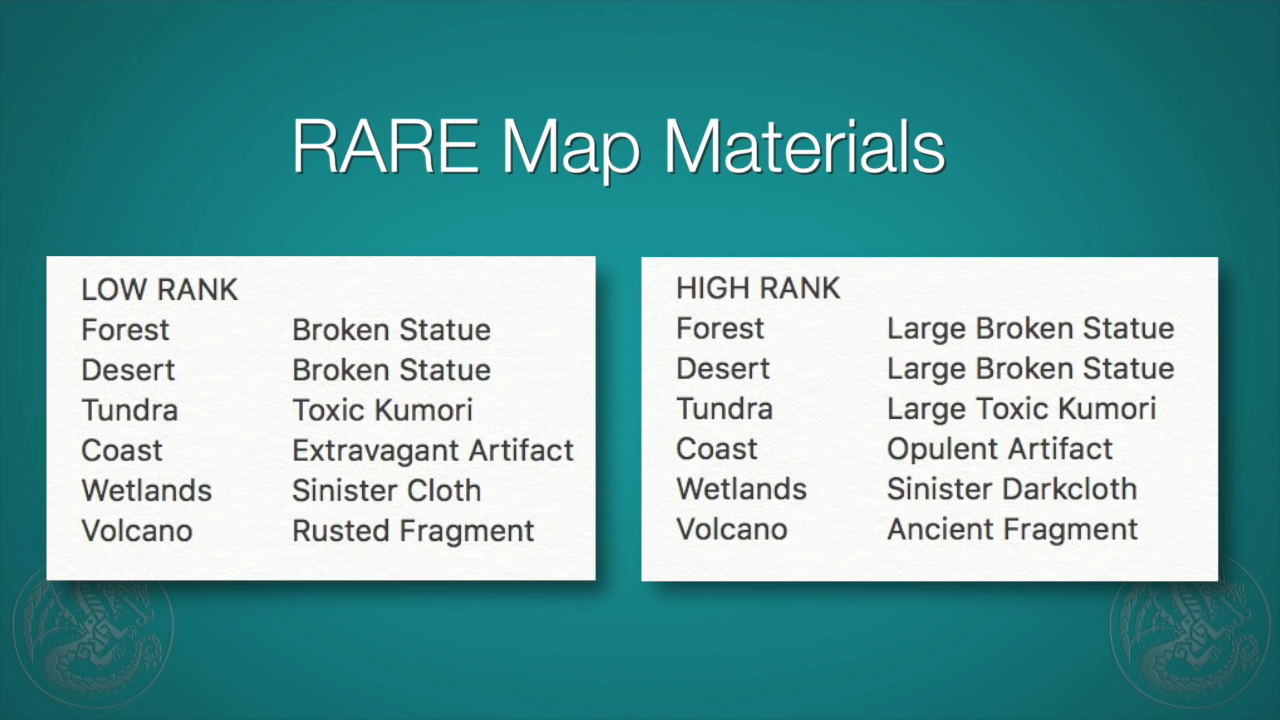 RARE Map Materials
LOW RANK
Forest Broken Statue
Desert Broken Statue
Tundra Toxic Kumori
Coast Extravagant Artifact
Wetlands Sinister Cloth
Volcano Rusted Fragment
HIGH RANK
Forest Large Broken Statue
Desert Large Broken Statue
Tundra Large Toxic Kumori
Coast Opulent Artifact
Wetlands Sinister Darkcloth
Volcano Ancient Fragment